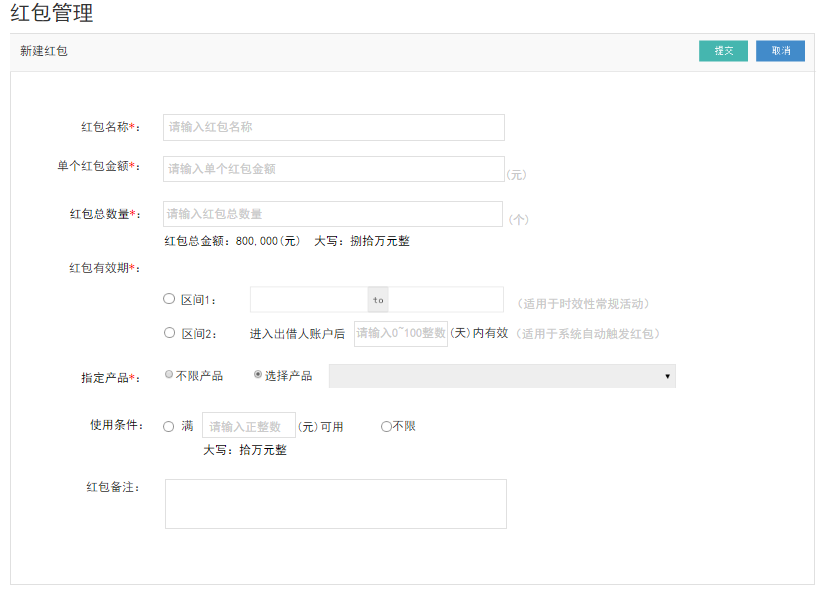 红包管理
新建红包 提交 取消
红包名称*: 请输入红包名称
单个红包金额*: 请输入单个红包金额 (元)
红包总数量*: 请输入红包总数量 (个)
红包总金额: 800,000(元) 大写: 捌拾万元整
红包有效期*:
区间1: to (适用于时效性常规活动)
区间2: 进入出借人账户后 请输入0~100整数 (天)内有效 (适用于系统自动触发红包)
指定产品*: 不限产品 选择产品
使用条件: 满 请输入正整数 (元)可用 不限
大写: 拾万元整
红包备注: